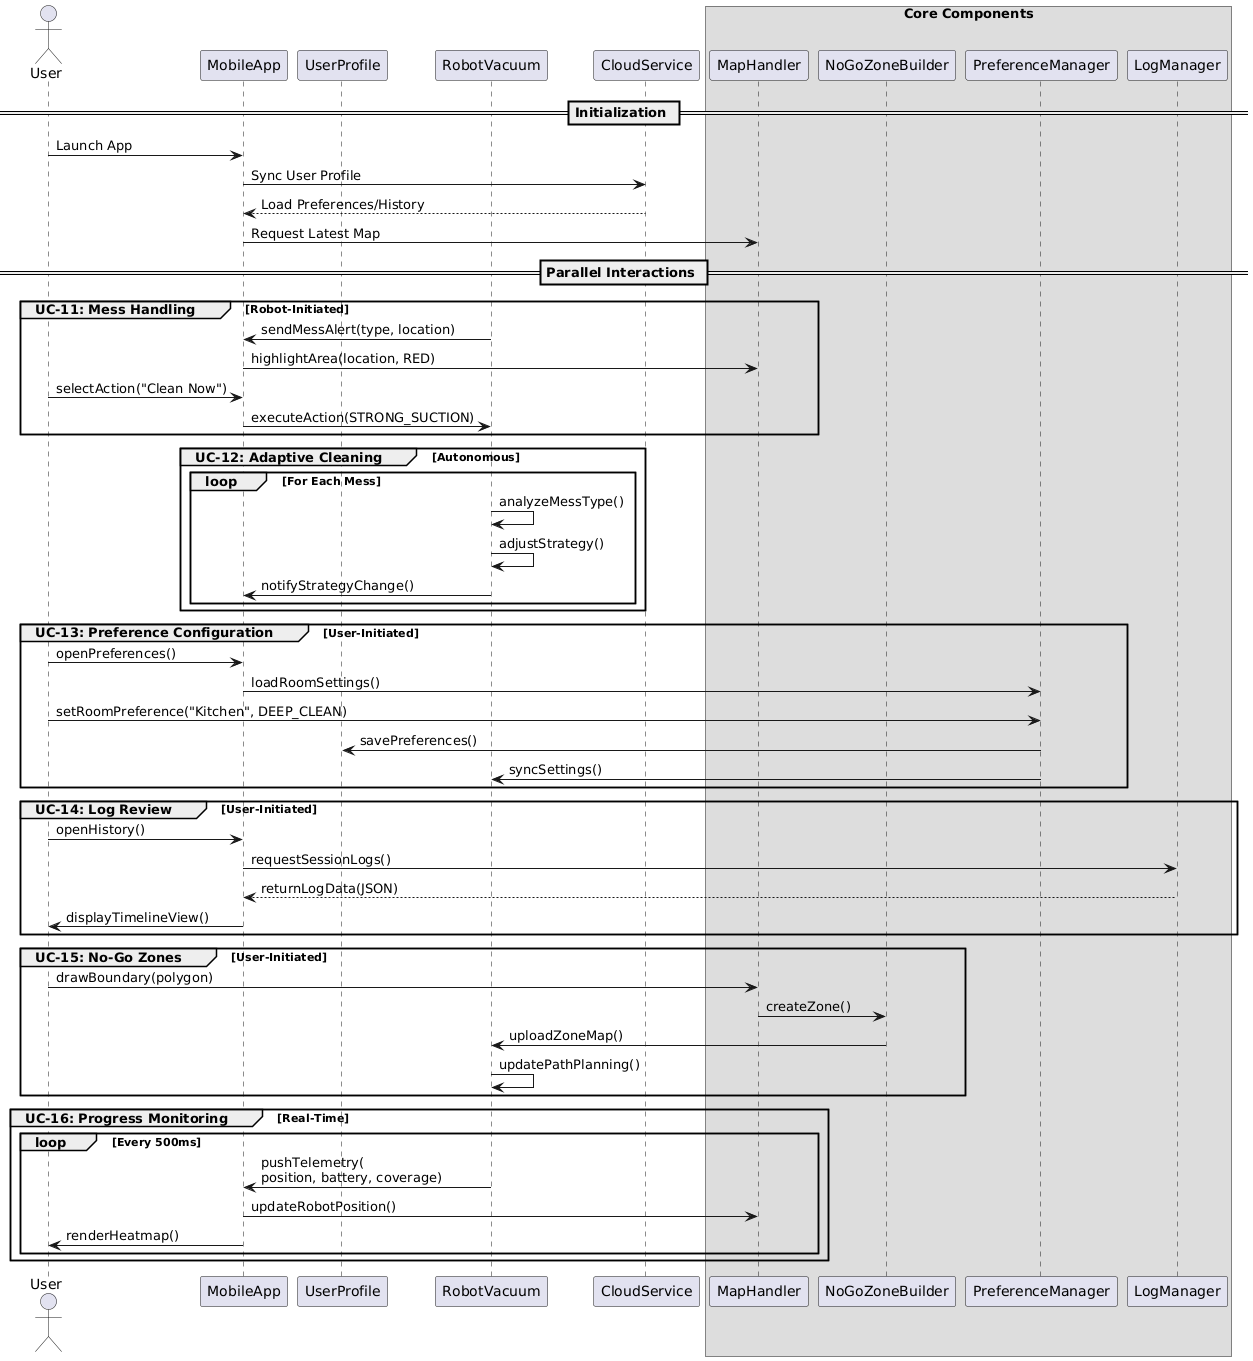 Core Components
User
MobileApp
UserProfile
RobotVacuum
CloudService
MapHandler
NoGoZoneBuilder
PreferenceManager
LogManager
Initialization
Launch App
Sync User Profile
Load Preferences/History
Request Latest Map
Parallel Interactions
UC-11: Mess Handling [Robot-Initiated]
sendMessAlert(type, location)
highlightArea(location, RED)
selectAction("Clean Now")
executeAction(STRONG_SUCTION)
UC-12: Adaptive Cleaning [Autonomous]
loop [For Each Mess]
analyzeMessType()
adjustStrategy()
notifyStrategyChange()
UC-13: Preference Configuration [User-Initiated]
openPreferences()
loadRoomSettings()
setRoomPreference("Kitchen", DEEP_CLEAN)
savePreferences()
syncSettings()
UC-14: Log Review [User-Initiated]
openHistory()
requestSessionLogs()
returnLogData(JSON)
displayTimelineView()
UC-15: No-Go Zones [User-Initiated]
drawBoundary(polygon)
createZone()
uploadZoneMap()
updatePathPlanning()
UC-16: Progress Monitoring [Real-Time]
loop [Every 500ms]
pushTelemetry(
position, battery, coverage)
updateRobotPosition()
renderHeatmap()
User
MobileApp
UserProfile
RobotVacuum
CloudService
MapHandler
NoGoZoneBuilder
PreferenceManager
LogManager